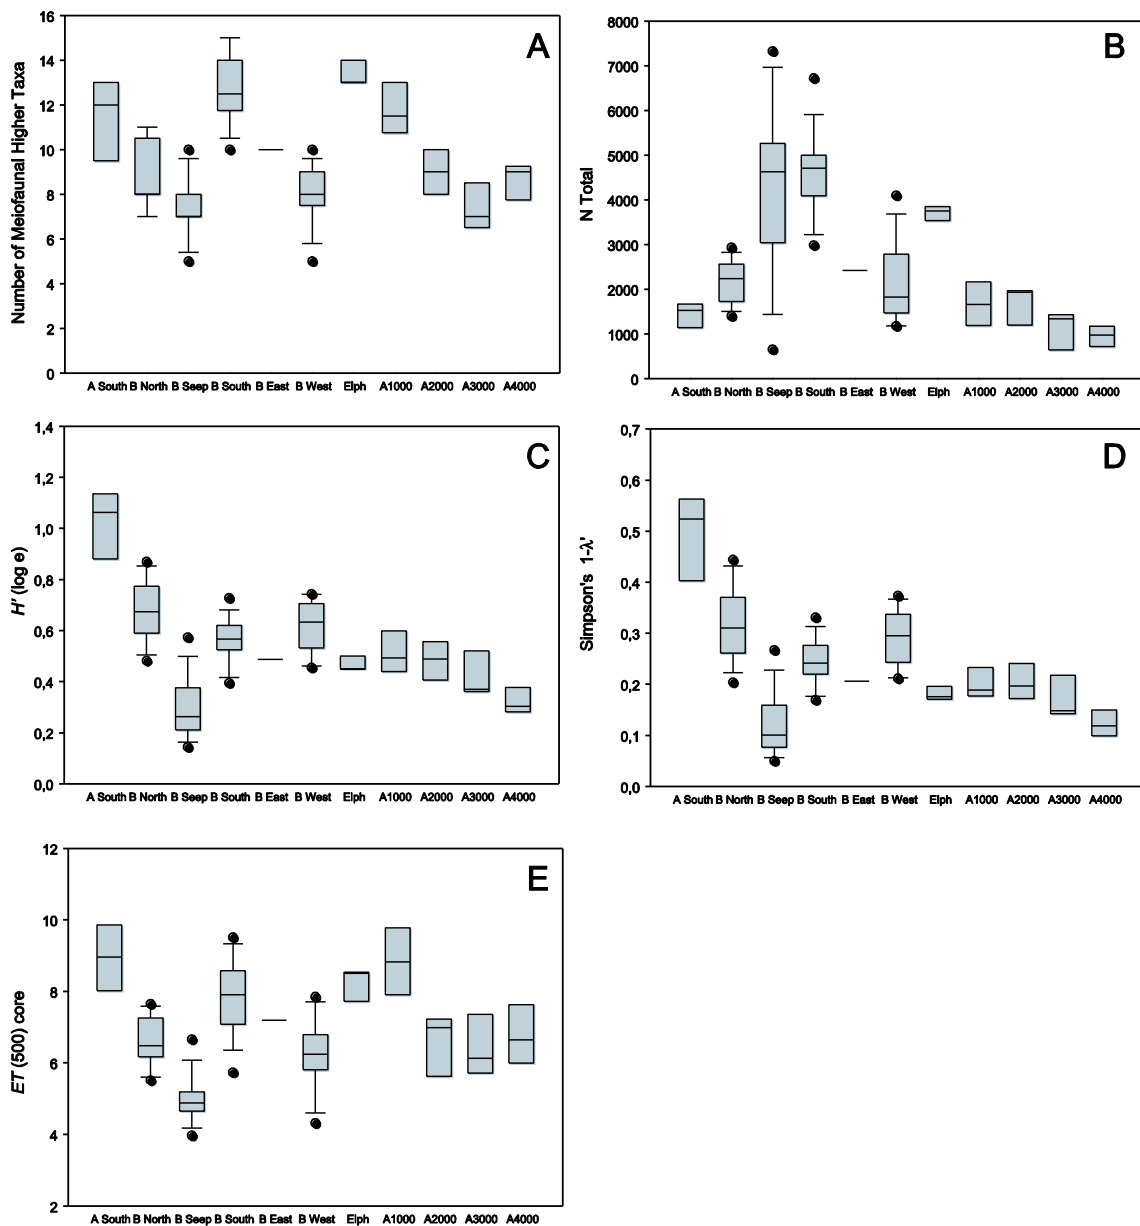 A
Number of Meiofaunal Higher Taxa
16
14
12
10
8
6
4
2
0
A South B North B Seep B South B East B West Elph A1000 A2000 A3000 A4000
B
N Total
8000
7000
6000
5000
4000
3000
2000
1000
0
A South B North B Seep B South B East B West Elph A1000 A2000 A3000 A4000
C
H' (log e)
1,4
1,2
1,0
0,8
0,6
0,4
0,2
0,0
A South B North B Seep B South B East B West Elph A1000 A2000 A3000 A4000
D
Simpson's 1-λ'
0,7
0,6
0,5
0,4
0,3
0,2
0,1
0,0
A South B North B Seep B South B East B West Elph A1000 A2000 A3000 A4000
E
ET (500) core
12
10
8
6
4
2
A South B North B Seep B South B East B West Elph A1000 A2000 A3000 A4000